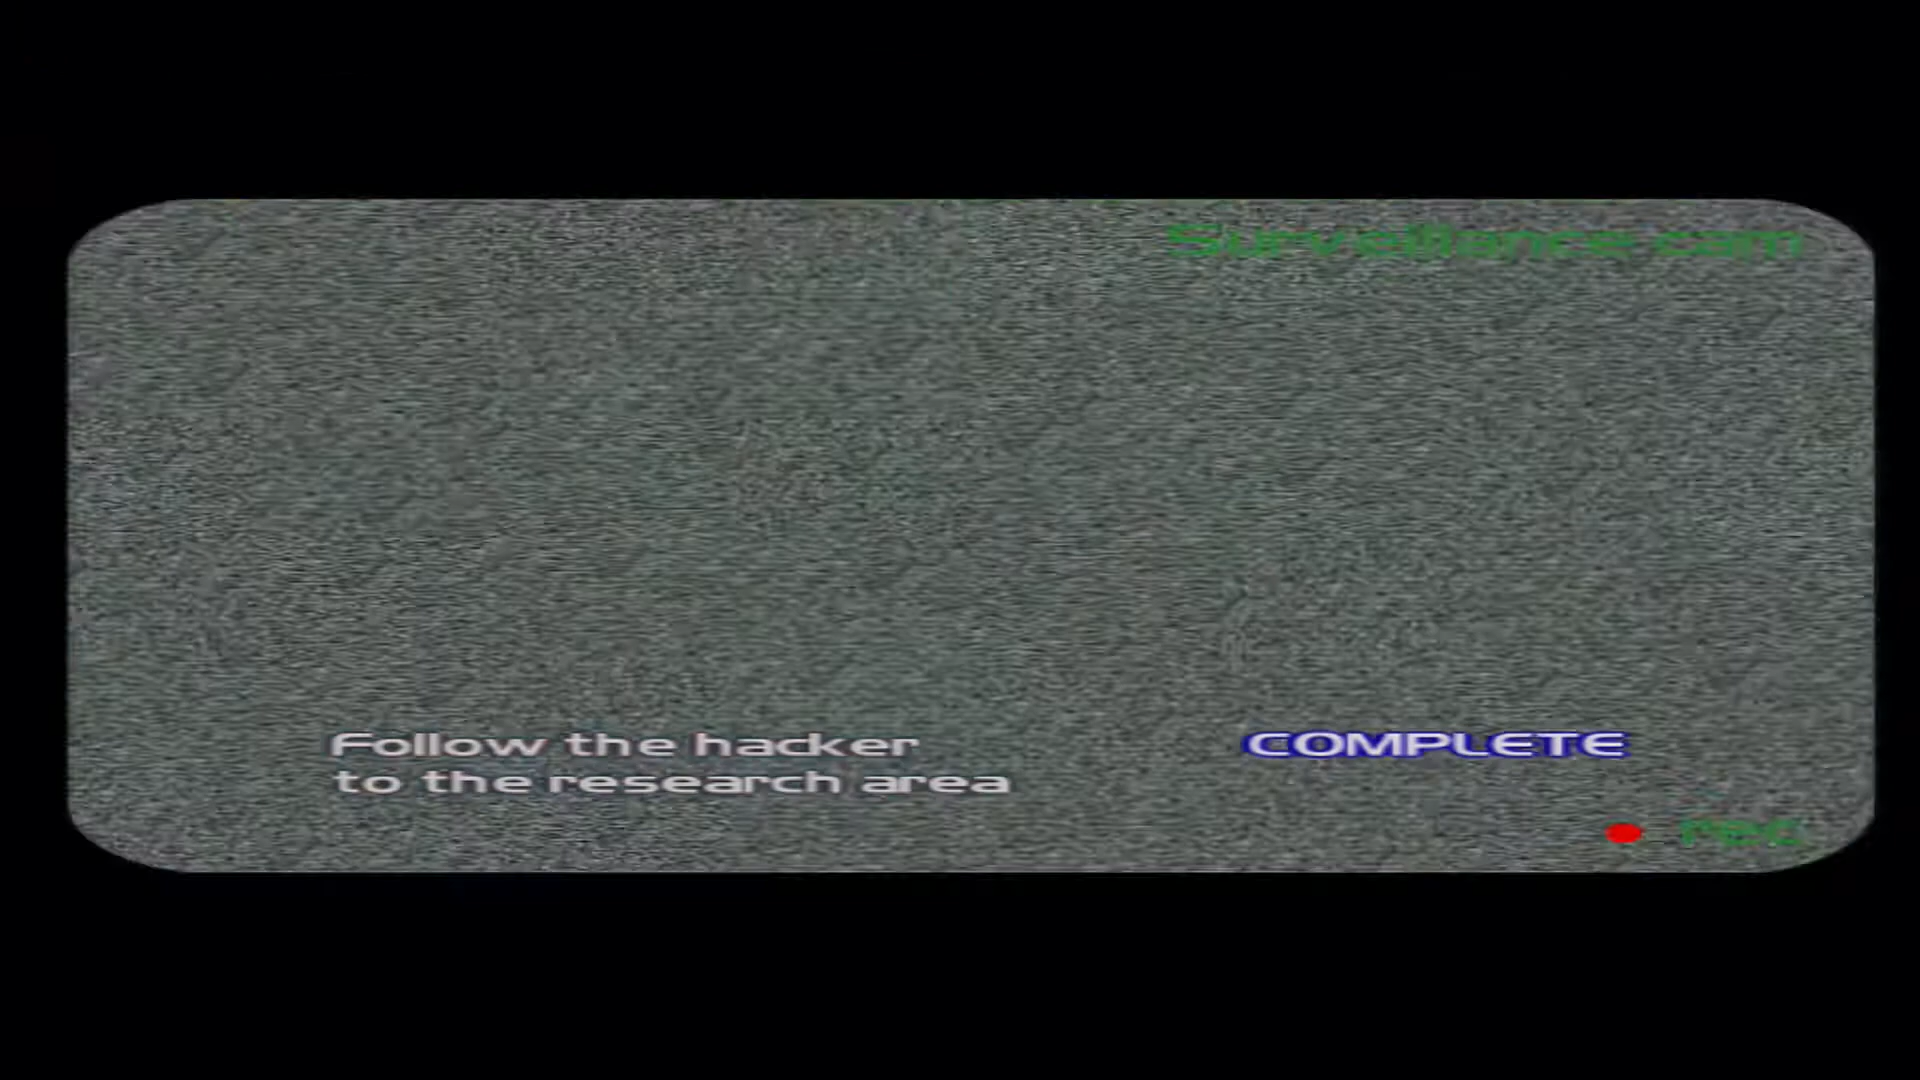 Surveillance cam
Follow the hacker
to the research area
COMPLETE
rec